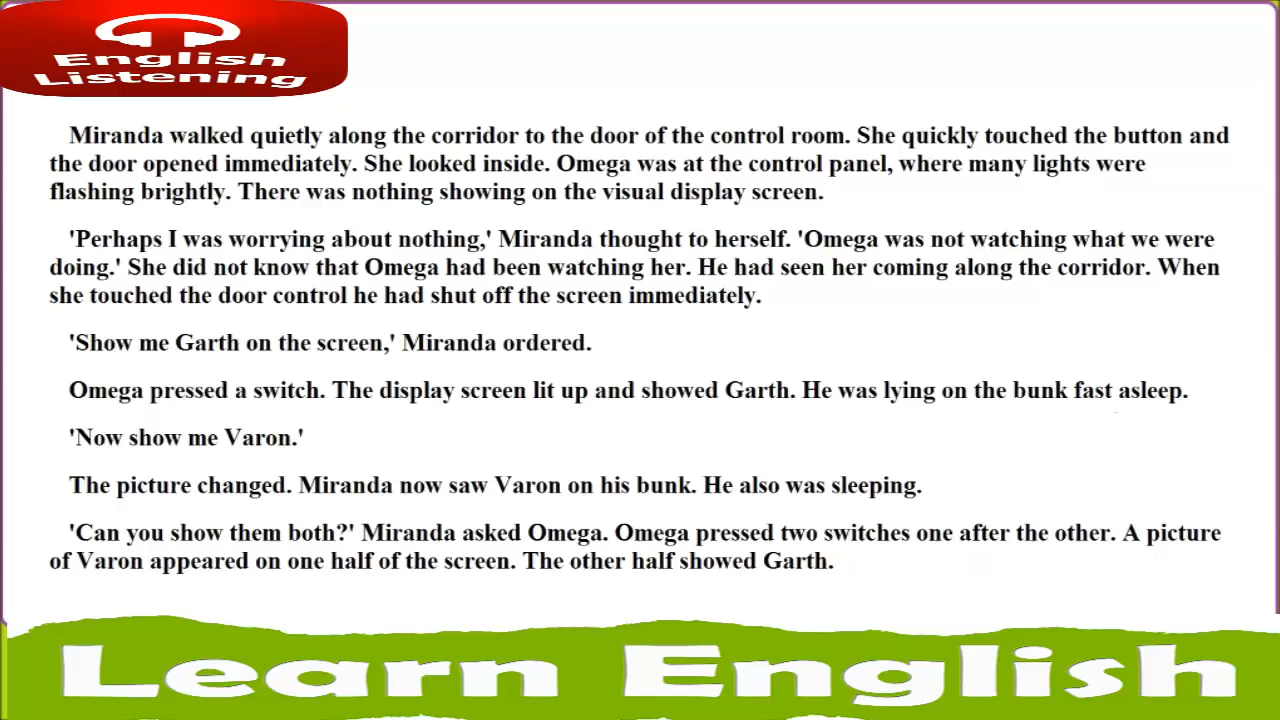 English
Listening
Miranda walked quietly along the corridor to the door of the control room. She quickly touched the button and
the door opened immediately. She looked inside. Omega was at the control panel, where many lights were
flashing brightly. There was nothing showing on the visual display screen.
'Perhaps I was worrying about nothing,' Miranda thought to herself. 'Omega was not watching what we were
doing.' She did not know that Omega had been watching her. He had seen her coming along the corridor. When
she touched the door control he had shut off the screen immediately.
'Show me Garth on the screen,' Miranda ordered.
Omega pressed a switch. The display screen lit up and showed Garth. He was lying on the bunk fast asleep.
'Now show me Varon.'
The picture changed. Miranda now saw Varon on his bunk. He also was sleeping.
'Can you show them both?' Miranda asked Omega. Omega pressed two switches one after the other. A picture
of Varon appeared on one half of the screen. The other half showed Garth.
Learn English